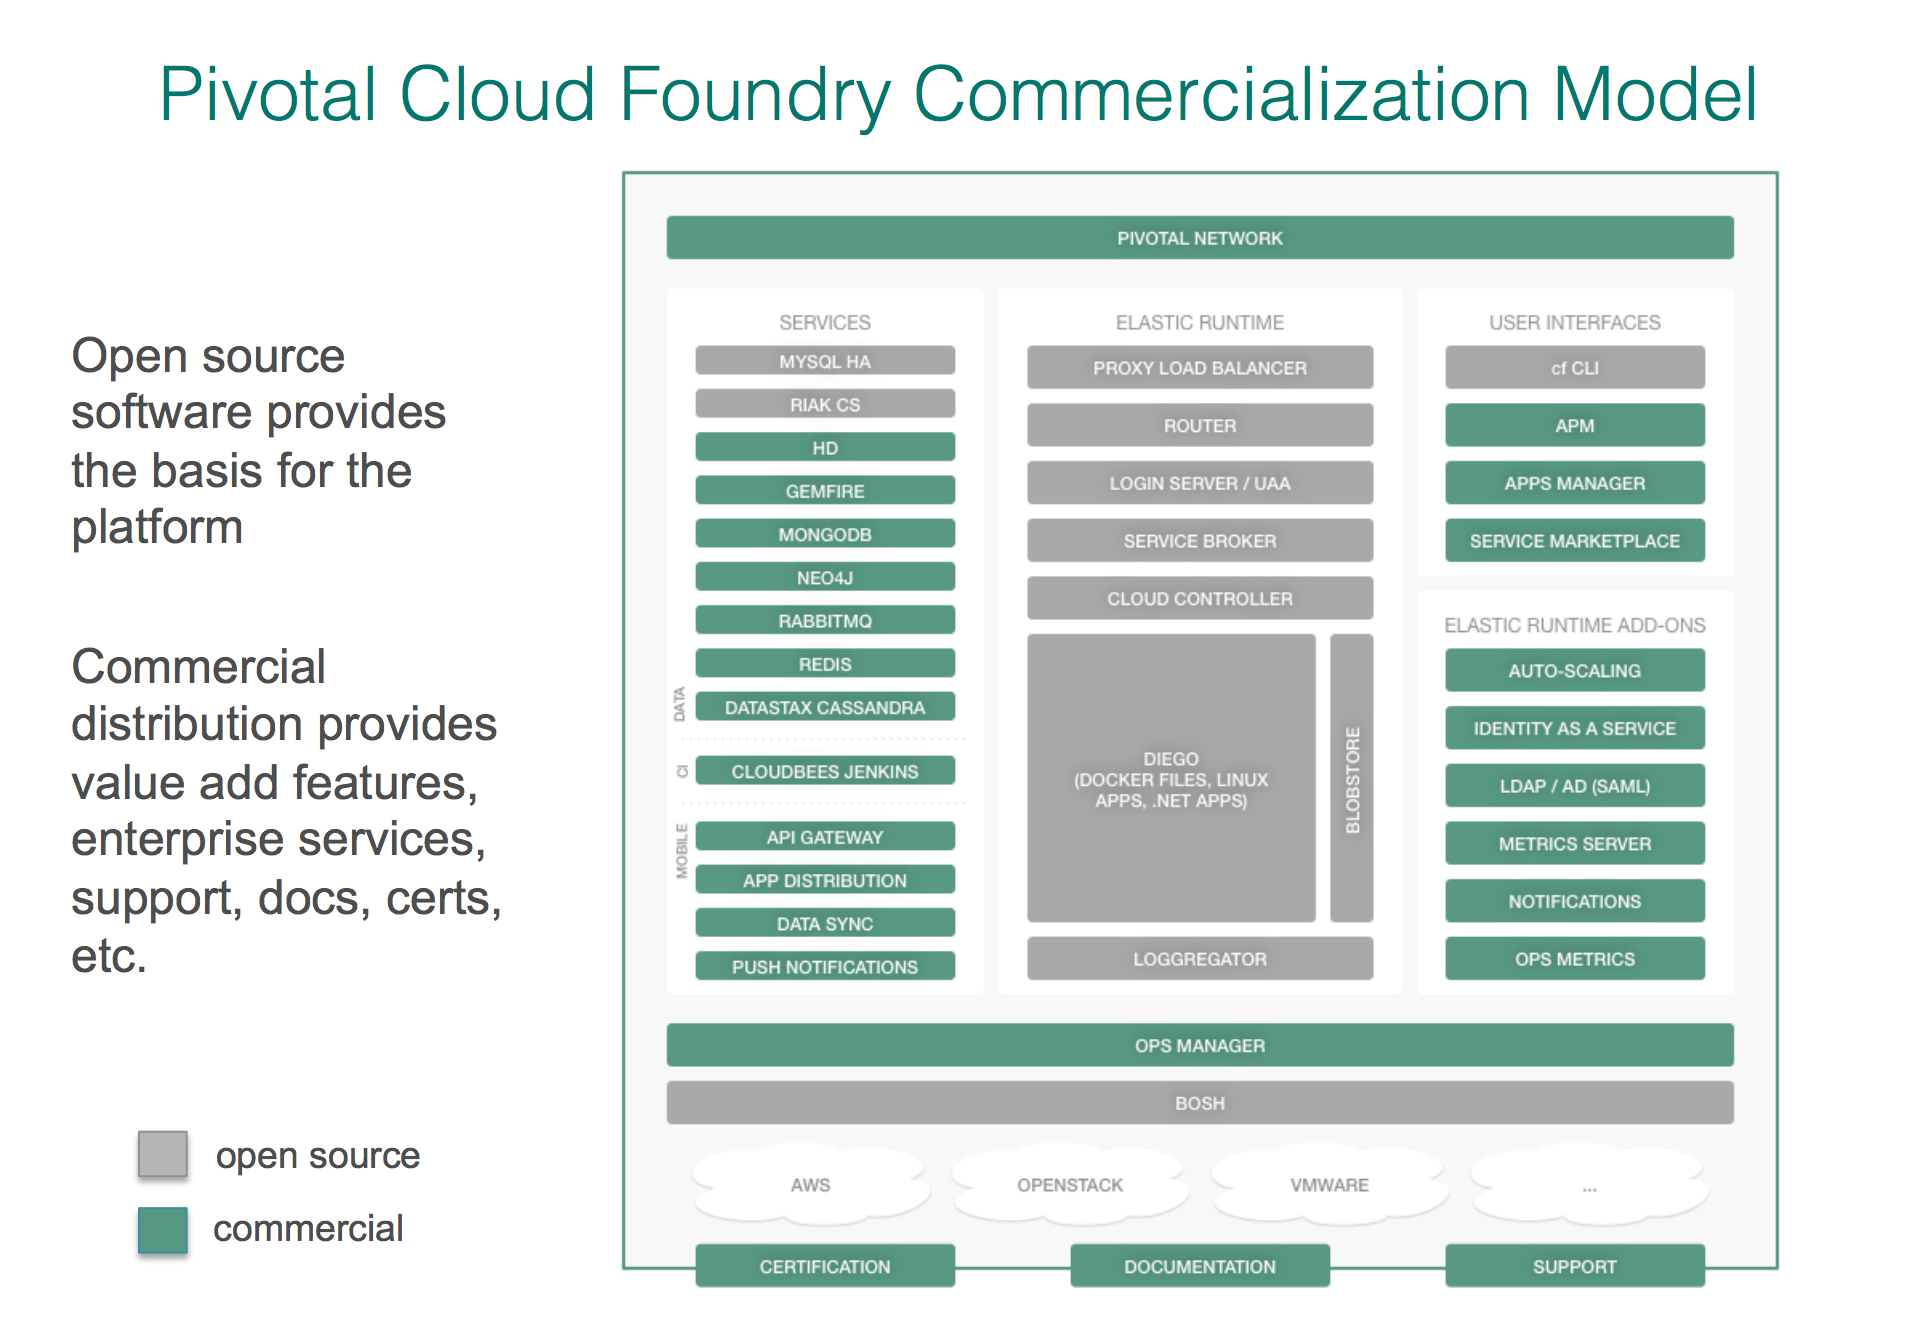 Pivotal Cloud Foundry Commercialization Model
Open source
software provides
the basis for the
platform
Commercial
distribution provides
value add features,
enterprise services,
support, docs, certs,
etc.
open source
commercial
PIVOTAL NETWORK
SERVICES
MYSQL HA
RIAK CS
HD
GEMFIRE
MONGODB
NEO4J
RABBITMQ
REDIS
DATASTAX CASSANDRA
DATA
CLOUDBEES JENKINS
CI
API GATEWAY
APP DISTRIBUTION
DATA SYNC
PUSH NOTIFICATIONS
MOBILE
ELASTIC RUNTIME
PROXY LOAD BALANCER
ROUTER
LOGIN SERVER / UAA
SERVICE BROKER
CLOUD CONTROLLER
DIEGO
(DOCKER FILES, LINUX
APPS, .NET APPS)
BLOBSTORE
LOGGREGATOR
USER INTERFACES
cf CLI
APM
APPS MANAGER
SERVICE MARKETPLACE
ELASTIC RUNTIME ADD-ONS
AUTO-SCALING
IDENTITY AS A SERVICE
LDAP / AD (SAML)
METRICS SERVER
NOTIFICATIONS
OPS METRICS
OPS MANAGER
BOSH
AWS
OPENSTACK
VMWARE
...
CERTIFICATION
DOCUMENTATION
SUPPORT